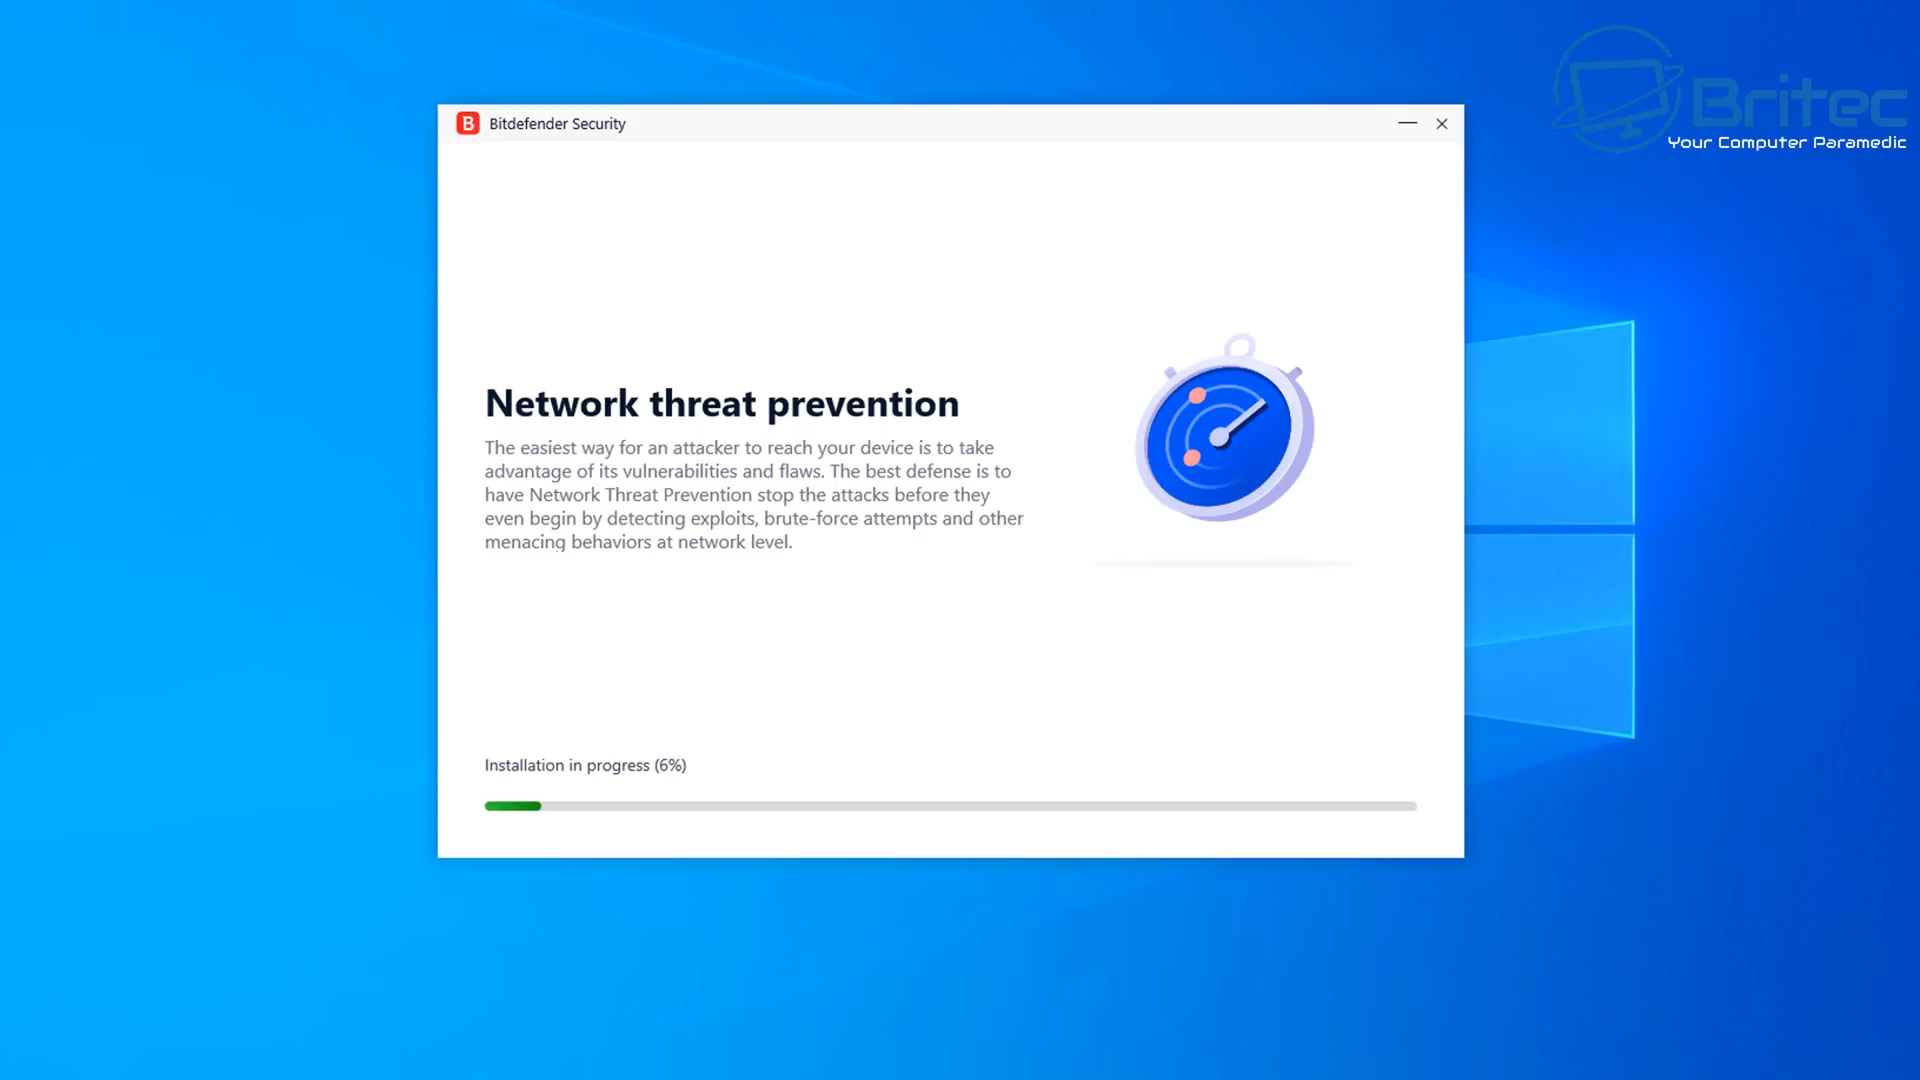 B Bitdefender Security
Britec
Your Computer Paramedic
Network threat prevention
The easiest way for an attacker to reach your device is to take
advantage of its vulnerabilities and flaws. The best defense is to
have Network Threat Prevention stop the attacks before they
even begin by detecting exploits, brute-force attempts and other
menacing behaviors at network level.
Installation in progress (6%)